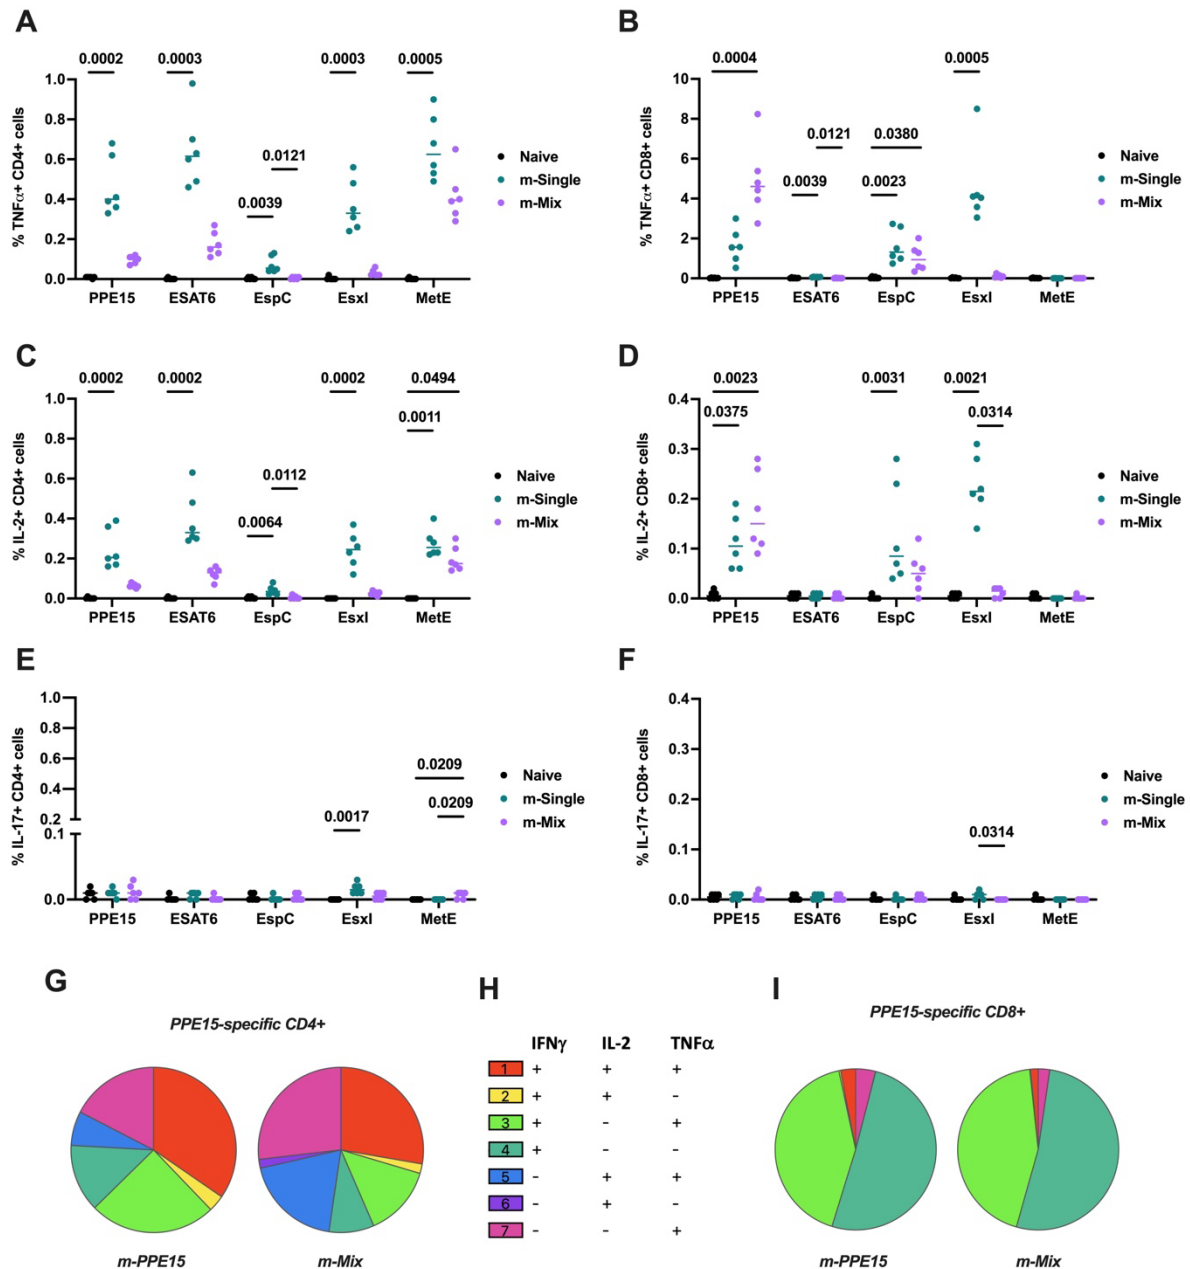 A
0.0002 0.0003 0.0003 0.0005
0.0121
0.0039
% TNFα+ CD4+ cells
1.0
0.8
0.6
0.4
0.2
0.0
PPE15 ESAT6 EspC EsxI MetE
Naive
m-Single
m-Mix
B
0.0004 0.0005
0.0121 0.0380
0.0039 0.0023
% TNFα+ CD8+ cells
10
8
6
4
2
0
PPE15 ESAT6 EspC EsxI MetE
Naive
m-Single
m-Mix
C
0.0002 0.0002 0.0002 0.0494
0.0011
0.0112
0.0064
% IL-2+ CD4+ cells
1.0
0.8
0.6
0.4
0.2
0.0
PPE15 ESAT6 EspC EsxI MetE
Naive
m-Single
m-Mix
D
0.0023 0.0031 0.0021
0.0375 0.0314
% IL-2+ CD8+ cells
0.4
0.3
0.2
0.1
0.0
PPE15 ESAT6 EspC EsxI MetE
Naive
m-Single
m-Mix
E
0.0209
0.0209
0.0017
% IL-17+ CD4+ cells
1.0
0.8
0.6
0.4
0.2
0.1
0.0
PPE15 ESAT6 EspC EsxI MetE
Naive
m-Single
m-Mix
F
0.0314
% IL-17+ CD8+ cells
0.4
0.3
0.2
0.1
0.0
PPE15 ESAT6 EspC EsxI MetE
Naive
m-Single
m-Mix
G
PPE15-specific CD4+
m-PPE15 m-Mix
H
IFNγ IL-2 TNFα
1 + + +
2 + + -
3 + - +
4 + - -
5 - + +
6 - + -
7 - - +
I
PPE15-specific CD8+
m-PPE15 m-Mix